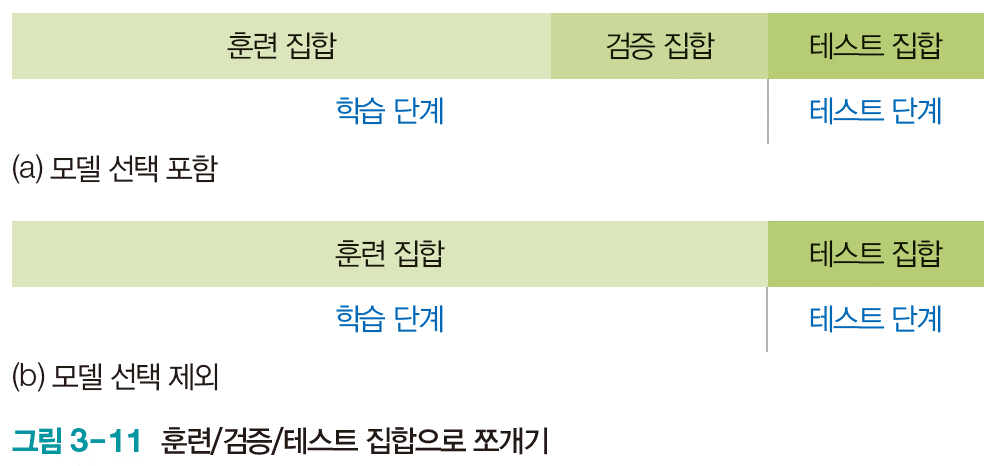 훈련 집합 검증 집합 테스트 집합
학습 단계 테스트 단계
(a) 모델 선택 포함
훈련 집합 테스트 집합
학습 단계 테스트 단계
(b) 모델 선택 제외
그림 3-11 훈련/검증/테스트 집합으로 쪼개기